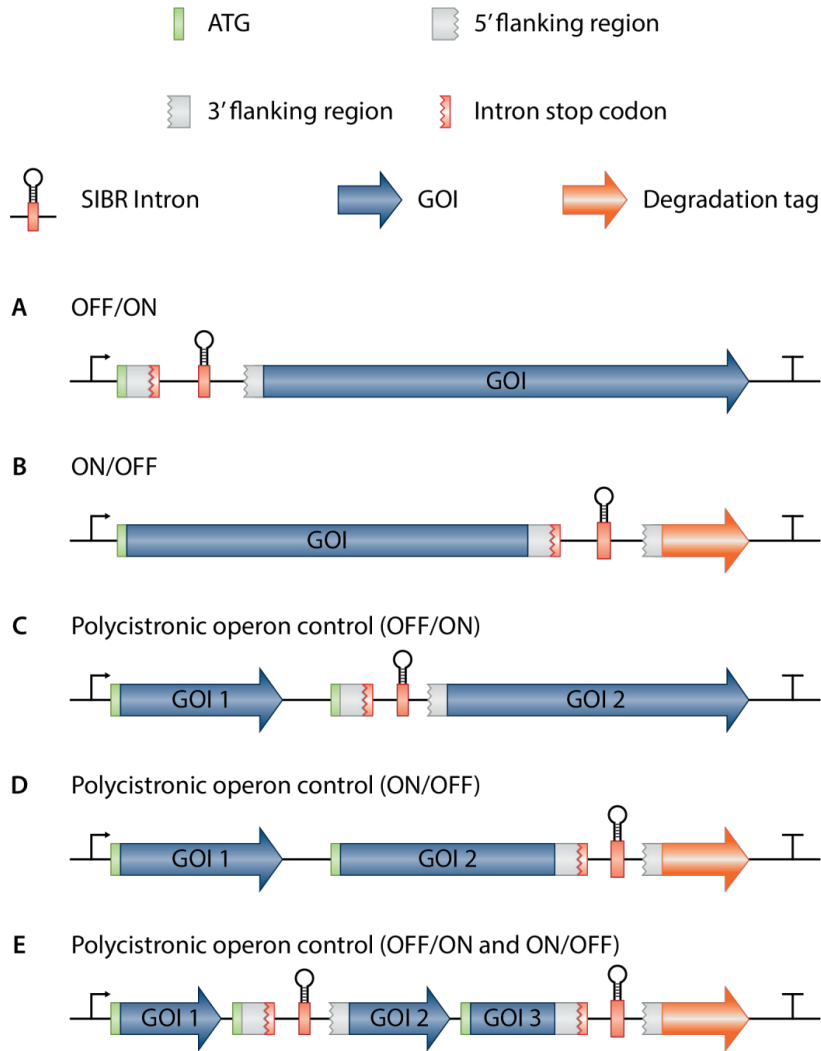 ATG
5′ flanking region
3′ flanking region
Intron stop codon
SIBR Intron
GOI
Degradation tag
A OFF/ON
GOI
B ON/OFF
GOI
C Polycistronic operon control (OFF/ON)
GOI 1
GOI 2
D Polycistronic operon control (ON/OFF)
GOI 1
GOI 2
E Polycistronic operon control (OFF/ON and ON/OFF)
GOI 1
GOI 2
GOI 3